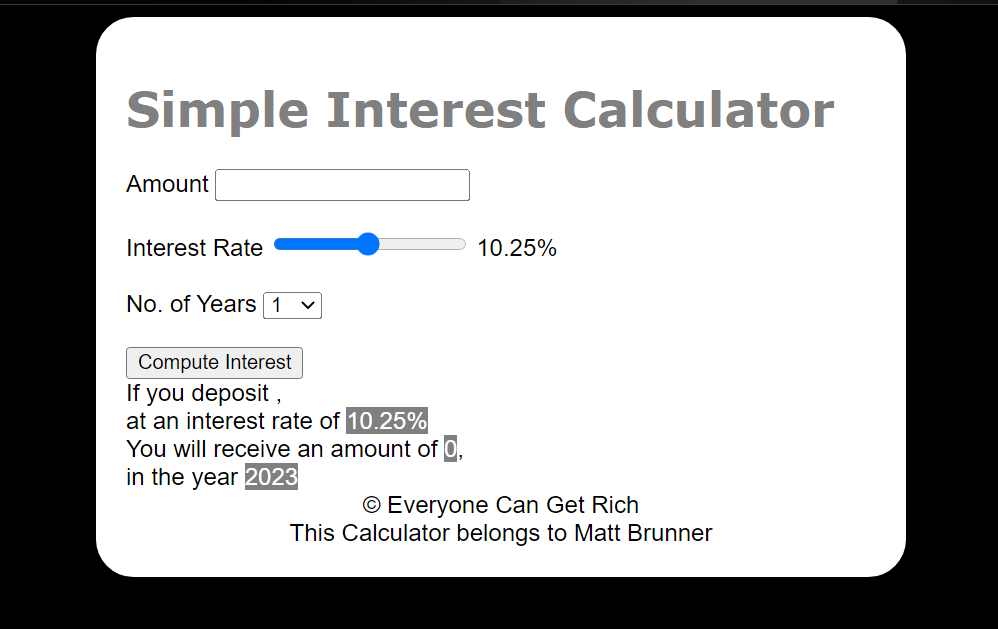 Simple Interest Calculator
Amount
Interest Rate 10.25%
No. of Years 1
Compute Interest
If you deposit ,
at an interest rate of 10.25%
You will receive an amount of 0,
in the year 2023
© Everyone Can Get Rich
This Calculator belongs to Matt Brunner